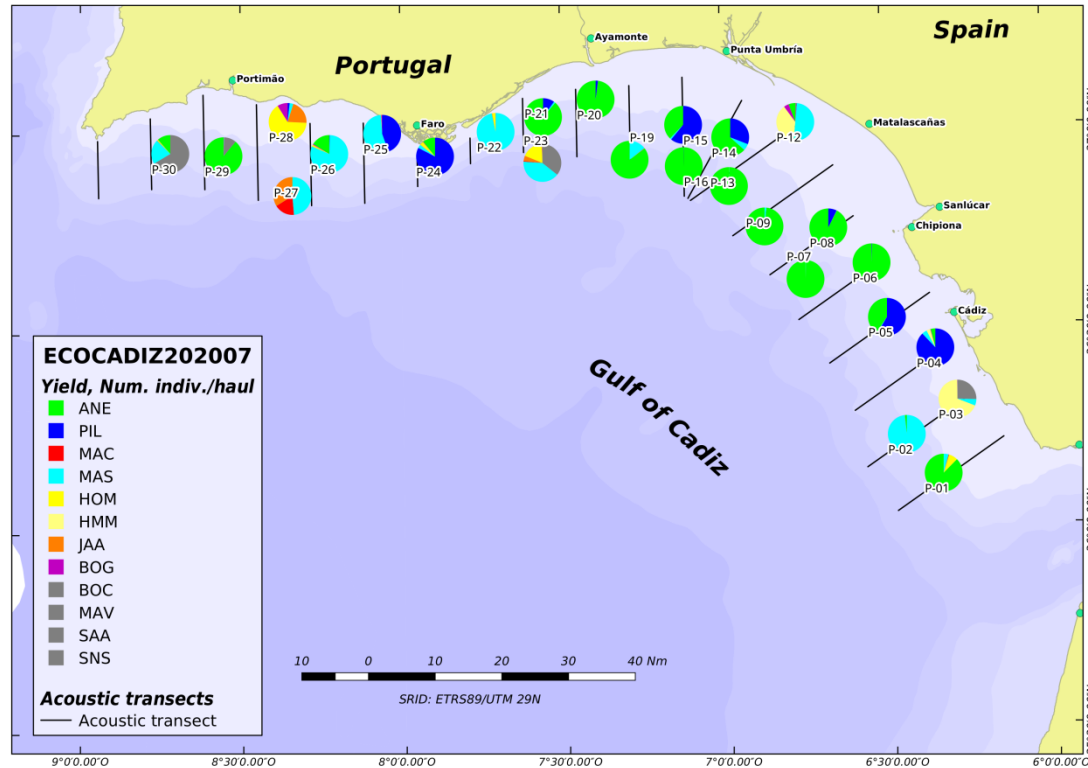 Spain
Ayamonte
Punta Umbría
Portugal
Portimão
Faro
Matalascañas
Sanlúcar
Chipiona
Cádiz
P-28
P-30
P-29
P-26
P-25
P-24
P-27
P-22
P-21
P-23
P-20
P-19
P-15
P-14
P-16
P-13
P-12
P-09
P-08
P-07
P-06
P-05
P-04
P-03
P-02
P-01
Gulf of Cadiz
ECOCADIZ202007
Yield, Num. indiv./haul
ANE
PIL
MAC
MAS
HOM
HMM
JAA
BOG
BOC
MAV
SAA
SNS
Acoustic transects
Acoustic transect
10 0 10 20 30 40 Nm
SRID: ETRS89/UTM 29N
9°0'0.00"O 8°30'0.00"O 8°0'0.00"O 7°30'0.00"O 7°0'0.00"O 6°30'0.00"O 6°0'0.00"O